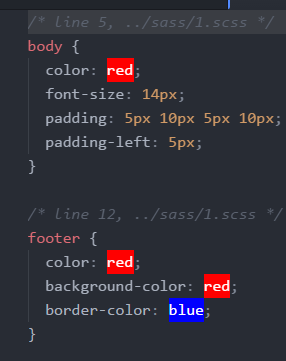 /* line 5, ../sass/1.scss */
body {
  color: red;
  font-size: 14px;
  padding: 5px 10px 5px 10px;
  padding-left: 5px;
}

/* line 12, ../sass/1.scss */
footer {
  color: red;
  background-color: red;
  border-color: blue;
}